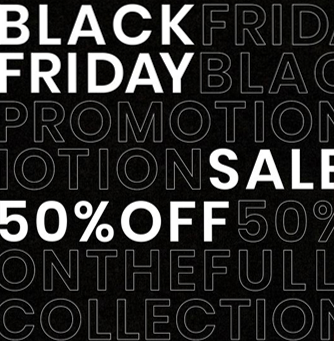 BLACK FRIDA
FRIDAY BLAC
PROMOTION
IOTION SALE
50%OFF 50%
ONTHEFULL
COLLECTION